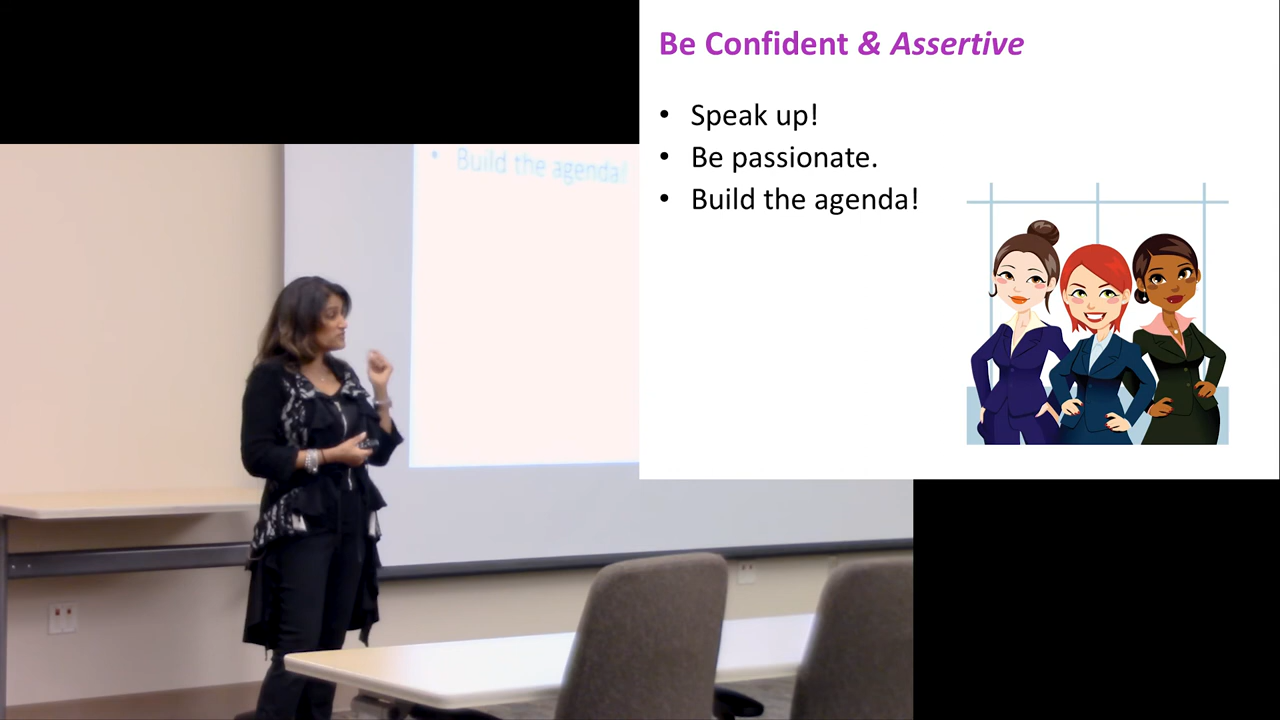 Be Confident & Assertive
• Speak up!
• Be passionate.
• Build the agenda!
• Build the agenda!